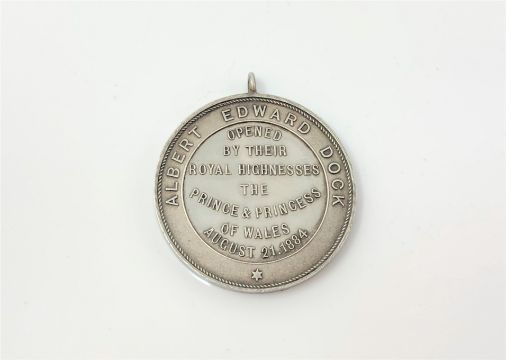 ALBERT EDWARD DOCK
OPENED
BY THEIR
ROYAL HIGHNESSES
THE
PRINCE & PRINCESS
OF WALES
AUGUST 21·1884